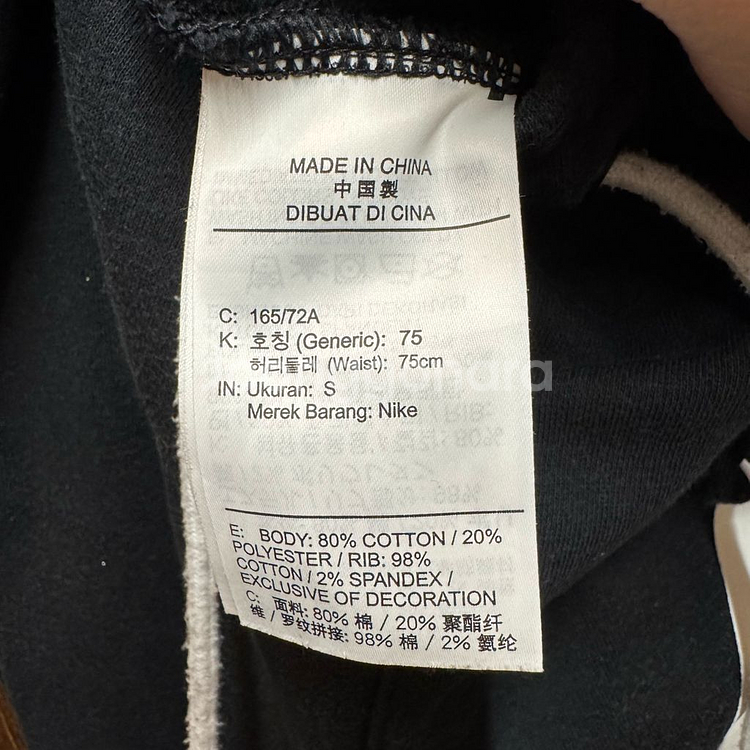 MADE IN CHINA
中国製
DIBUAT DI CINA
C: 165/72A
K: 호칭 (Generic): 75
허리둘레 (Waist): 75cm
IN: Ukuran: S
Merek Barang: Nike
E: BODY: 80% COTTON / 20%
POLYESTER / RIB: 98%
COTTON / 2% SPANDEX /
EXCLUSIVE OF DECORATION
C: 面料: 80% 棉 / 20% 聚酯纤
维 / 罗纹拼接: 98% 棉 / 2% 氨纶